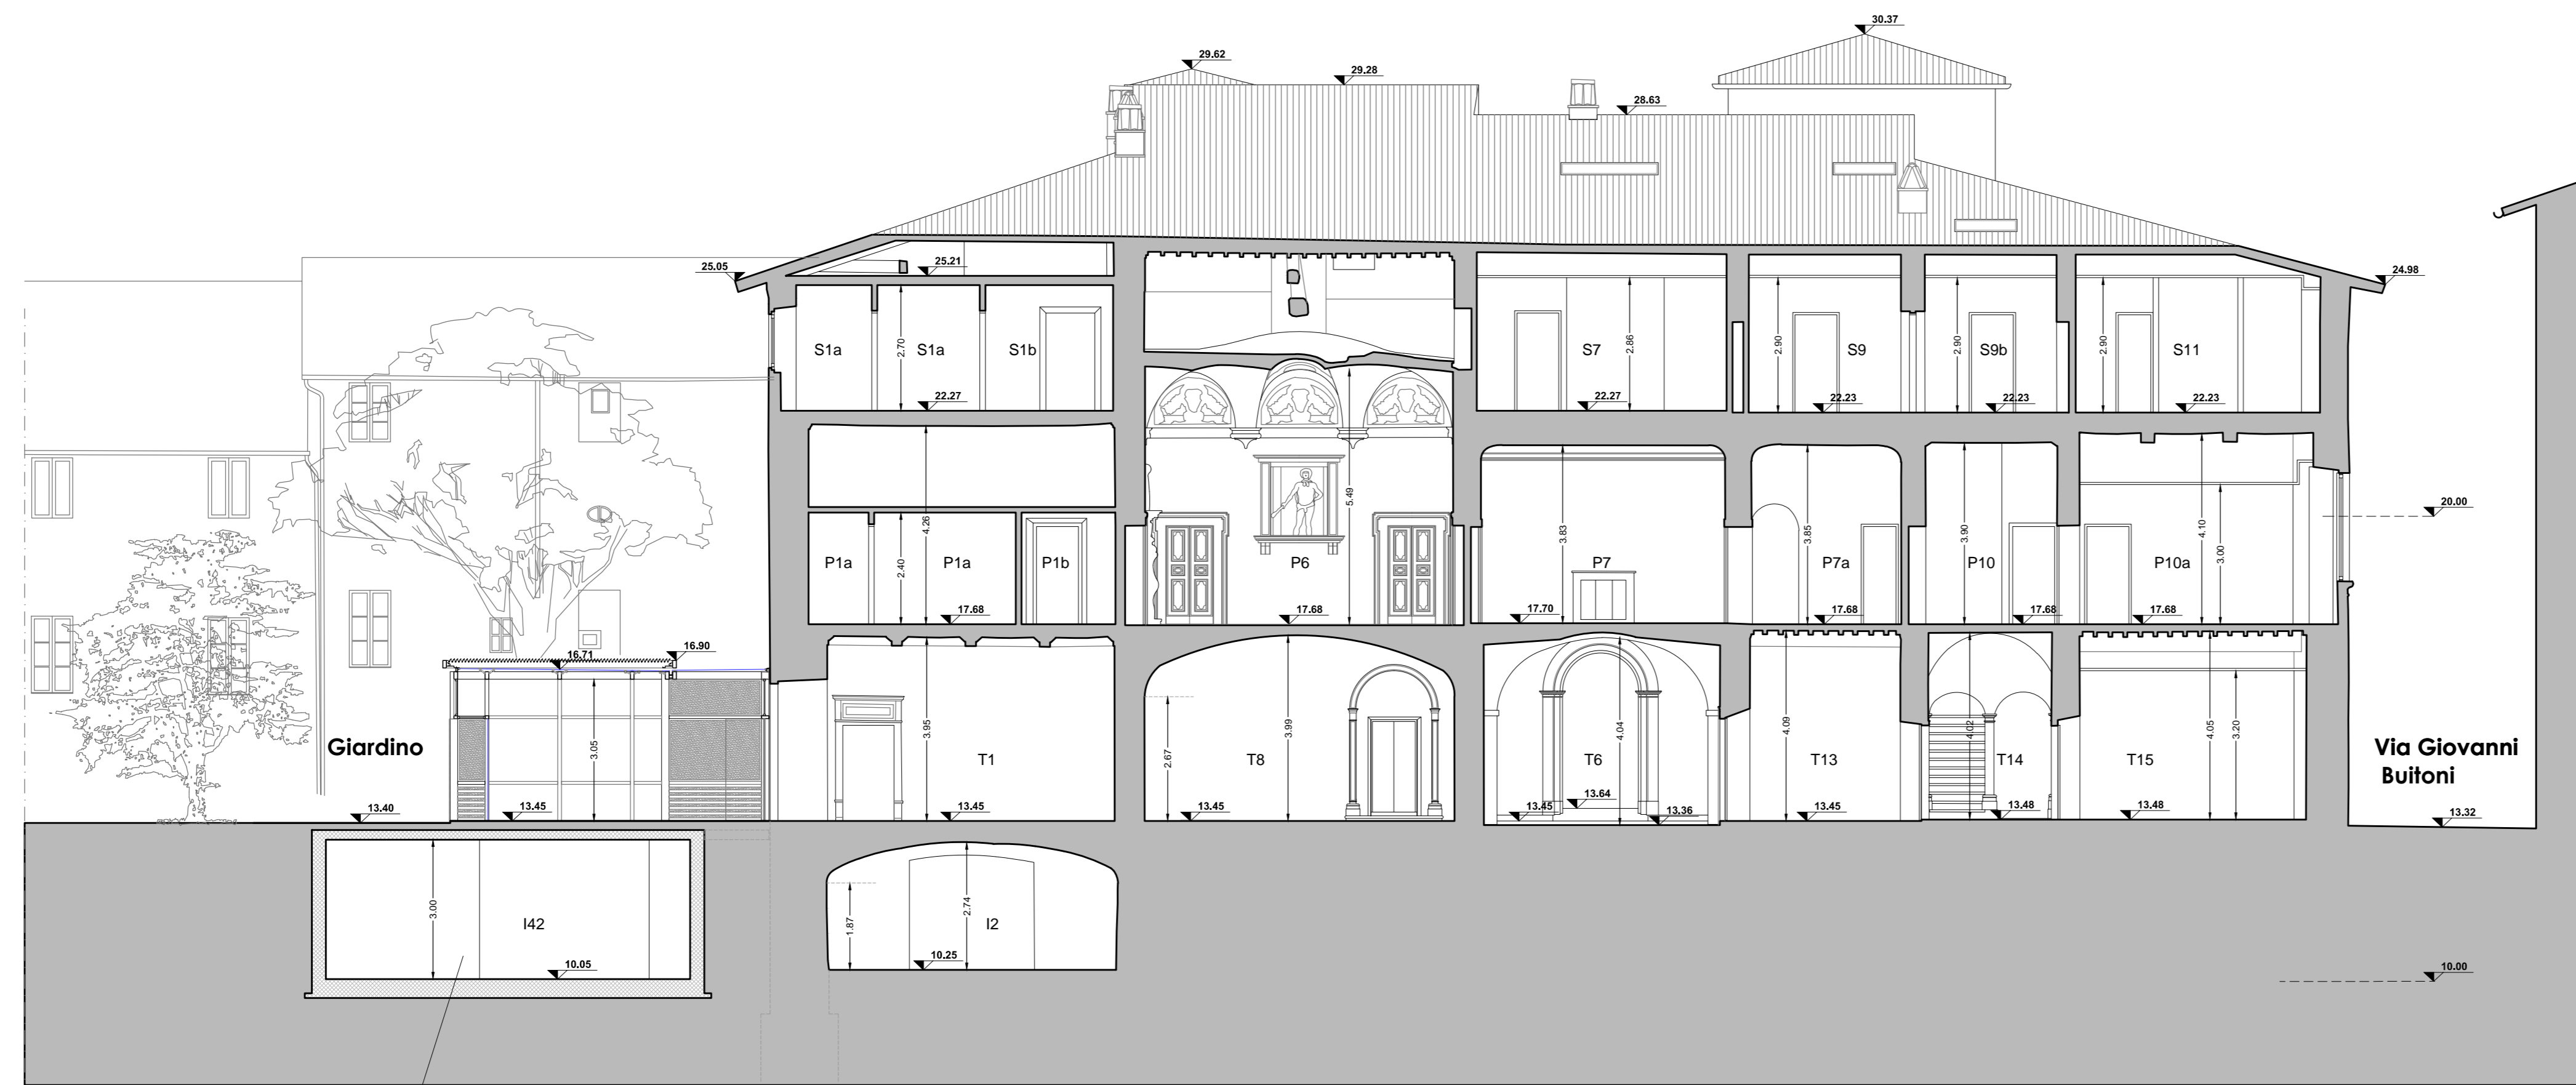 30.37
29.62
29.28
28.63
25.05
25.21
24.98
S1a
2.70
S1a
S1b
S7
2.86
2.90
S9
2.90
S9b
2.90
S11
22.27
22.27
22.23
22.23
22.23
20.00
P1a
2.40
4.26
P1a
P1b
P6
5.49
3.83
P7
3.85
P7a
3.90
P10
P10a
4.10
3.00
17.68
17.68
17.70
17.68
17.68
17.68
16.71
16.90
Giardino
3.05
3.95
T1
2.67
T8
3.99
T6
4.04
4.09
T13
4.02
T14
T15
4.05
3.20
Via Giovanni
Buitoni
13.40
13.45
13.45
13.45
13.45
13.64
13.36
13.45
13.48
13.48
13.32
3.00
I42
10.05
1.87
2.74
I2
10.25
10.00